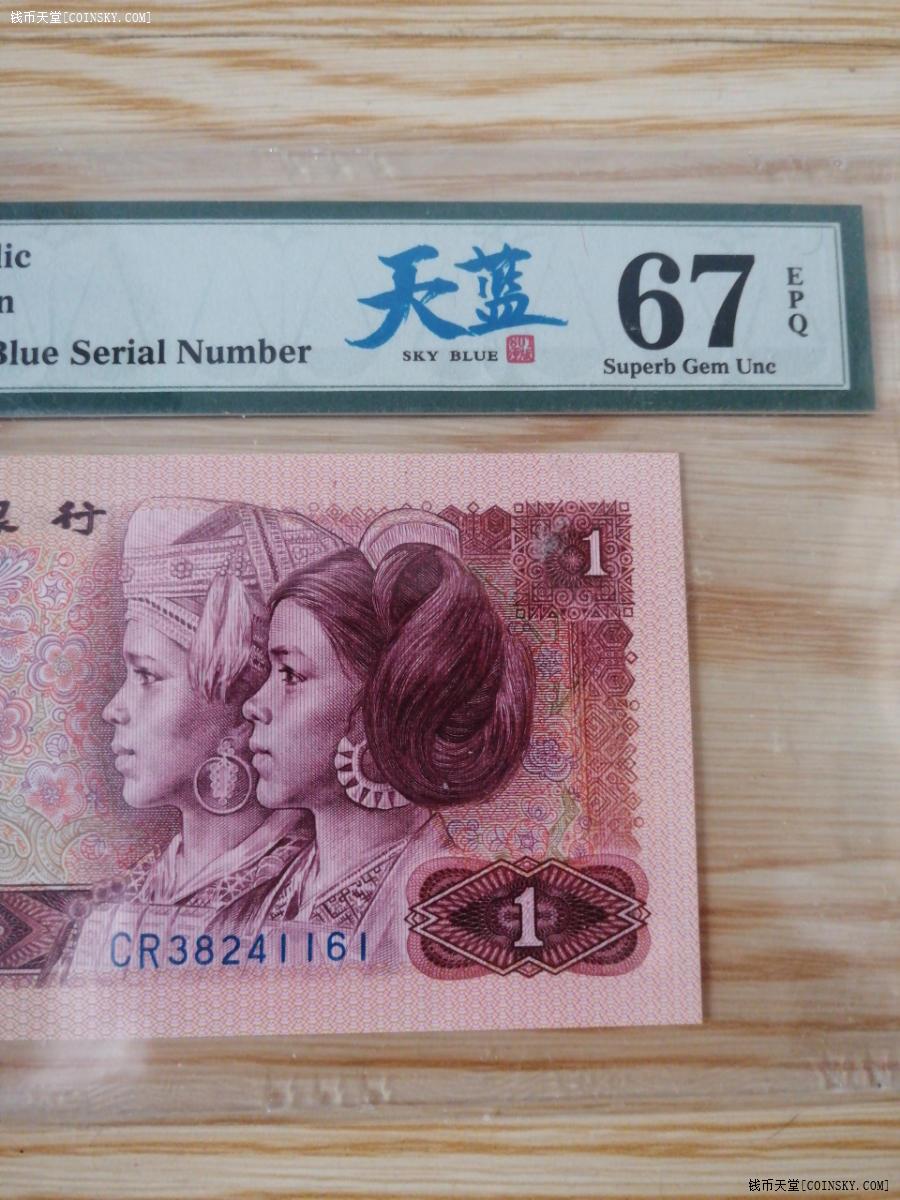 钱币天堂[COINSKY.COM]
lic
n
Blue Serial Number
天蓝
SKY BLUE
67
EPQ
Superb Gem Unc
银行
1
CR38241161
1
钱币天堂[COINSKY.COM]